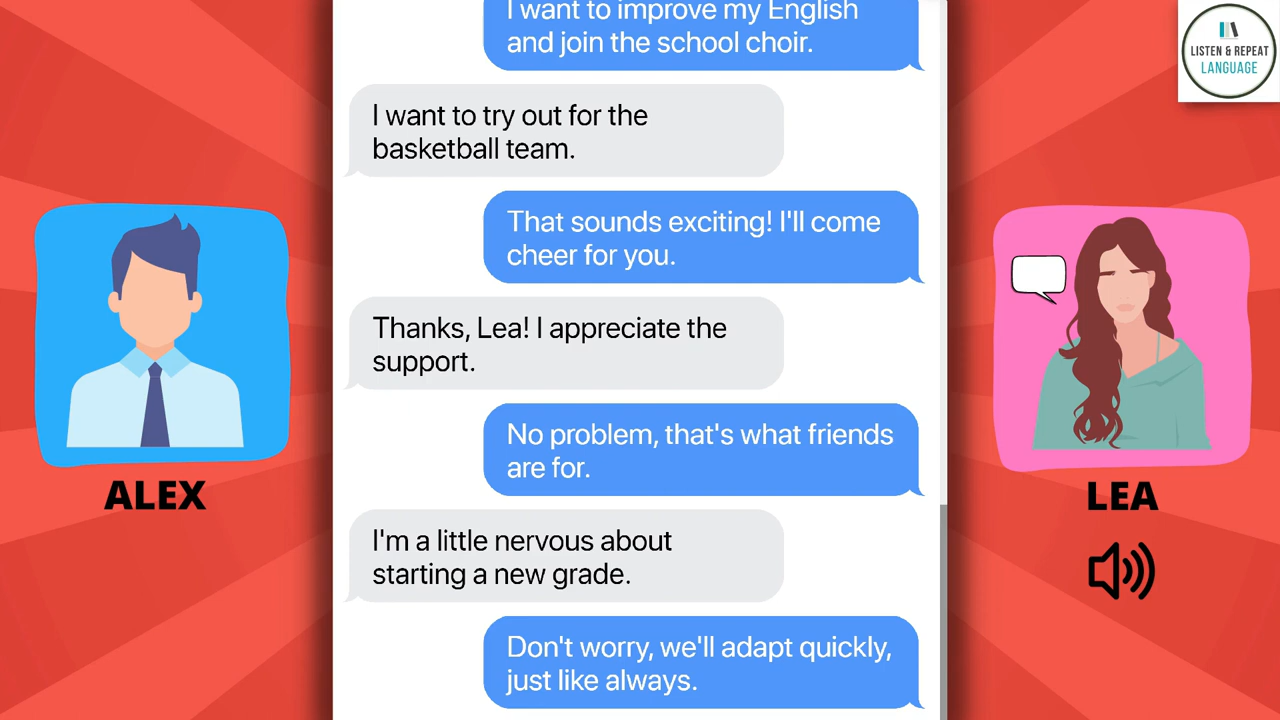 I want to improve my English
and join the school choir.
I want to try out for the
basketball team.
That sounds exciting! I'll come
cheer for you.
Thanks, Lea! I appreciate the
support.
No problem, that's what friends
are for.
I'm a little nervous about
starting a new grade.
Don't worry, we'll adapt quickly,
just like always.
ALEX
LEA
LISTEN & REPEAT
LANGUAGE